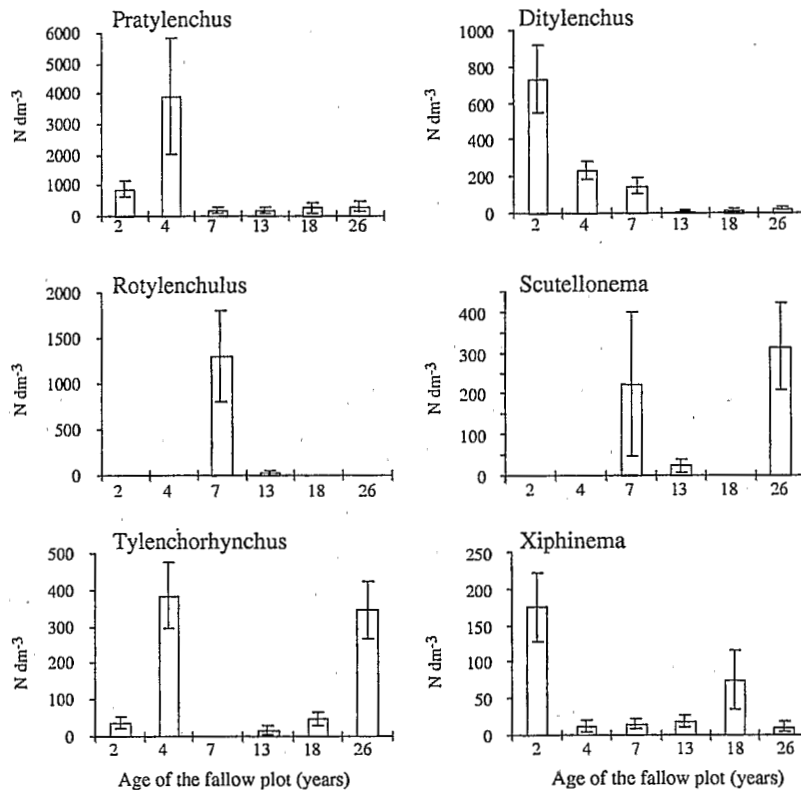 Pratylenchus
6000
5000
4000
3000
2000
1000
0
N dm-3
2 4 7 13 18 26
Ditylenchus
1000
800
600
400
200
0
N dm-3
2 4 7 13 18 26
Rotylenchulus
2000
1500
1000
500
0
N dm-3
2 4 7 13 18 26
Scutellonema
400
300
200
100
0
N dm-3
2 4 7 13 18 26
Tylenchorhynchus
500
400
300
200
100
0
N dm-3
2 4 7 13 18 26
Age of the fallow plot (years)
Xiphinema
250
200
150
100
50
0
N dm-3
2 4 7 13 18 26
Age of the fallow plot (years)